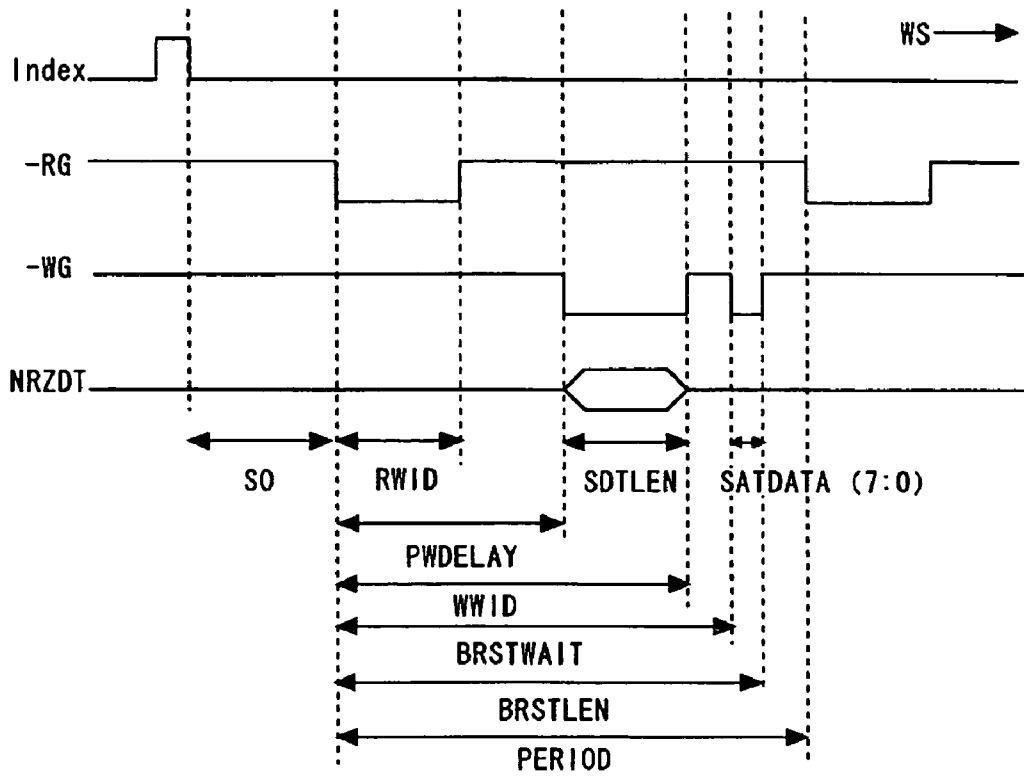 WS
Index
-RG
-WG
NRZDT
SO RWID SDTLEN SATDATA (7:0)
PWDELAY
WWID
BRSTWAIT
BRSTLEN
PERIOD